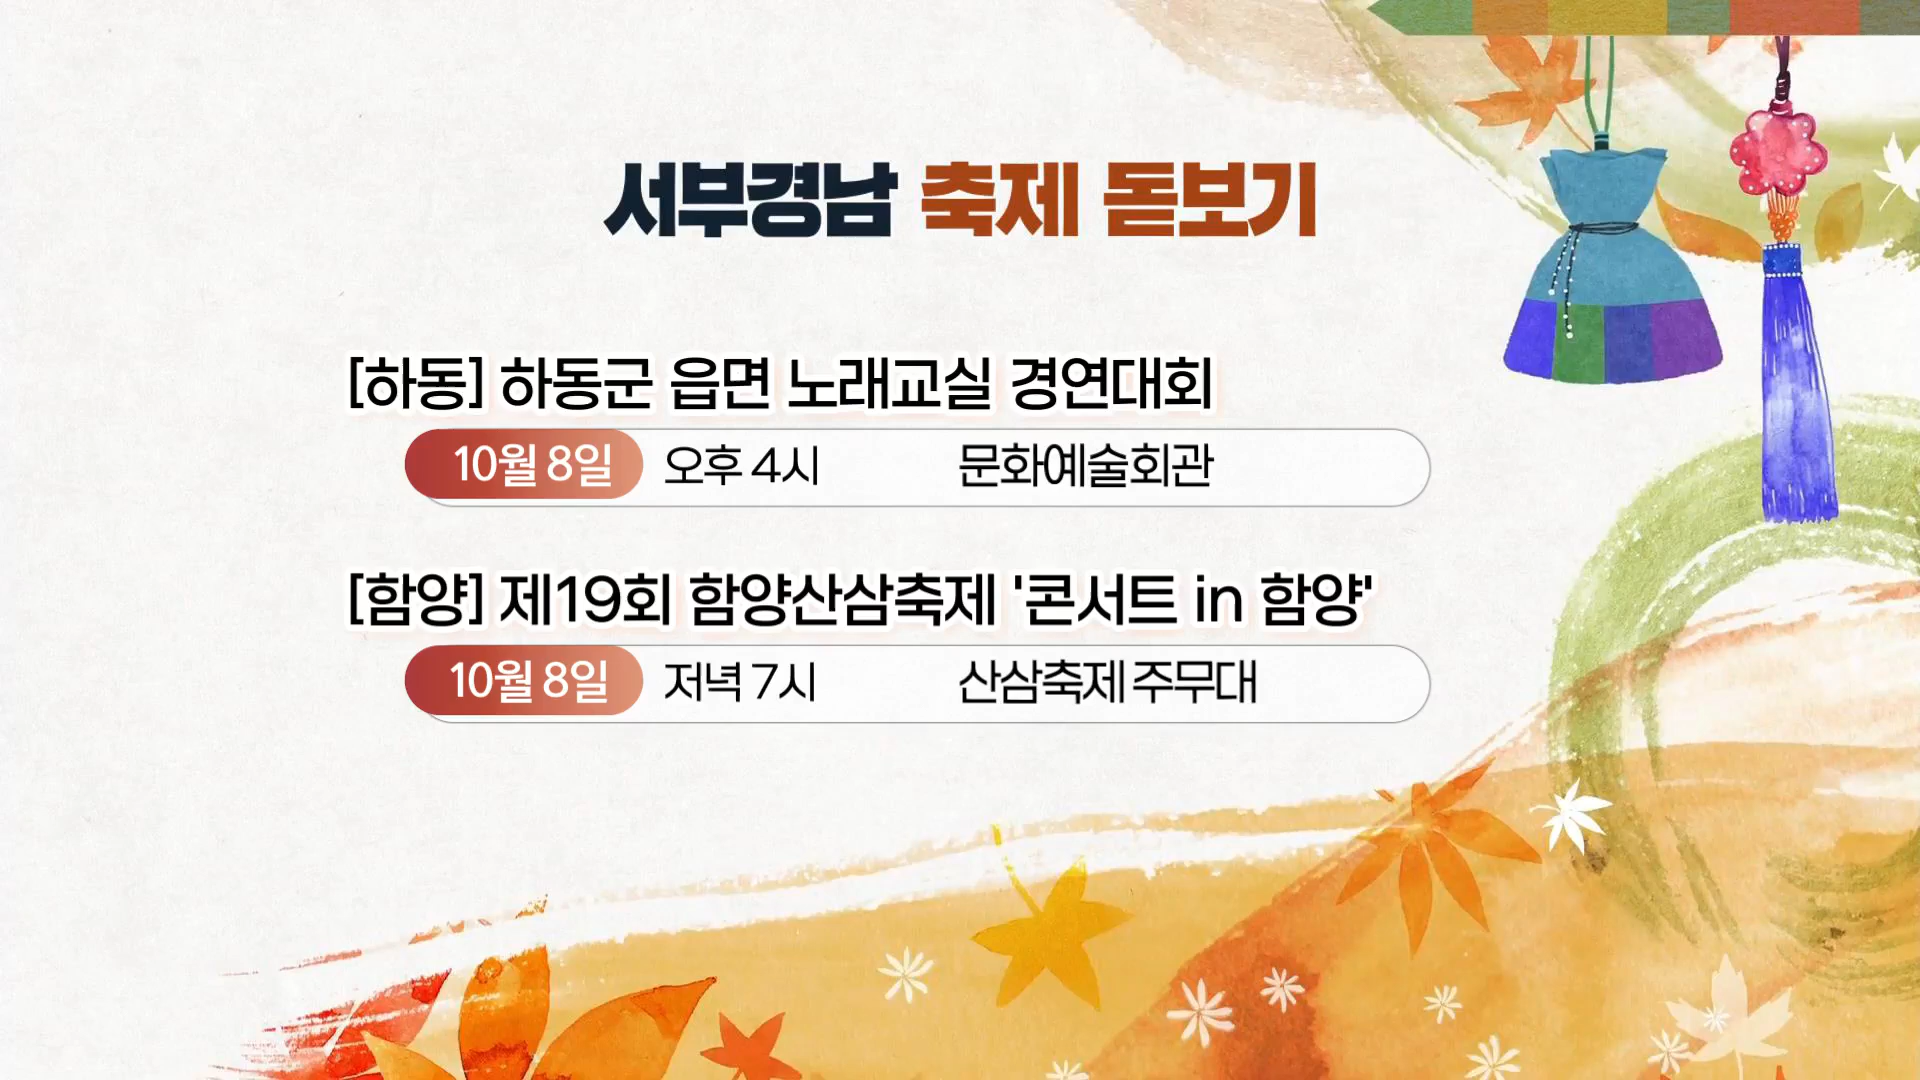 서부경남 축제 돋보기
[하동] 하동군 읍면 노래교실 경연대회
10월 8일 오후 4시 문화예술회관
[함양] 제19회 함양산삼축제 '콘서트 in 함양'
10월 8일 저녁 7시 산삼축제 주무대